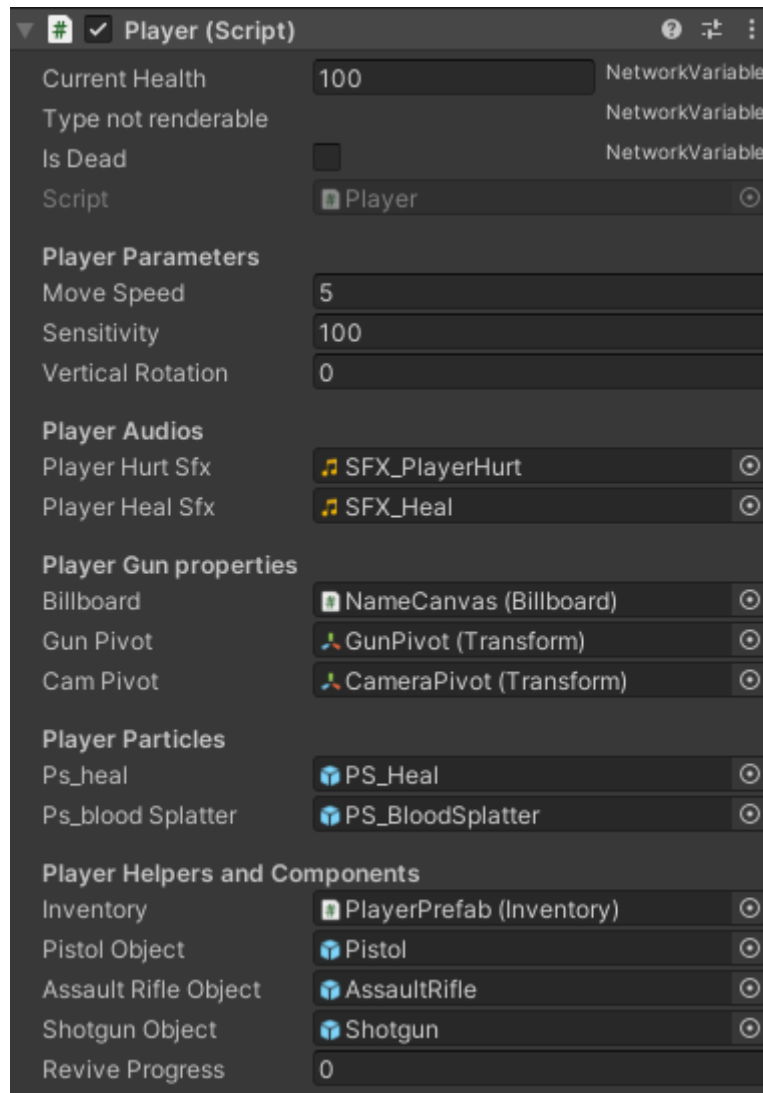 # Player (Script)
Current Health 100 NetworkVariable
Type not renderable NetworkVariable
Is Dead NetworkVariable
Script # Player
Player Parameters
Move Speed 5
Sensitivity 100
Vertical Rotation 0
Player Audios
Player Hurt Sfx SFX_PlayerHurt
Player Heal Sfx SFX_Heal
Player Gun properties
Billboard # NameCanvas (Billboard)
Gun Pivot GunPivot (Transform)
Cam Pivot CameraPivot (Transform)
Player Particles
Ps_heal PS_Heal
Ps_blood Splatter PS_BloodSplatter
Player Helpers and Components
Inventory # PlayerPrefab (Inventory)
Pistol Object Pistol
Assault Rifle Object AssaultRifle
Shotgun Object Shotgun
Revive Progress 0